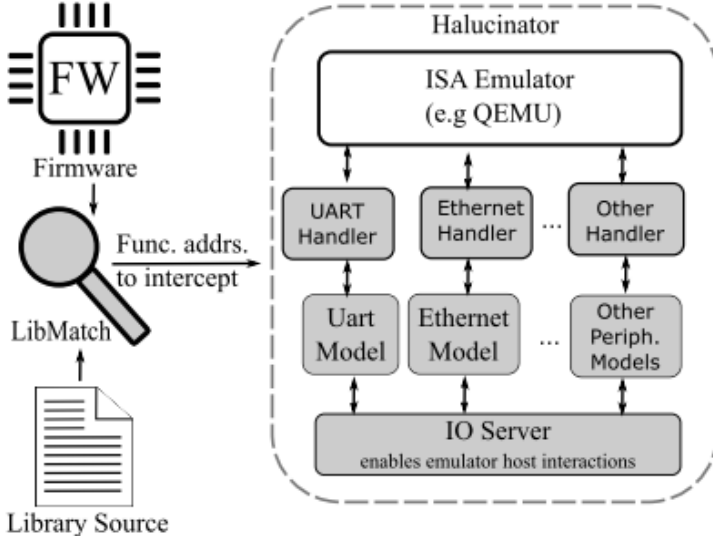 FW
Firmware
Func. addrs.
to intercept
LibMatch
Library Source
Halucinator
ISA Emulator
(e.g QEMU)
UART
Handler
Ethernet
Handler
...
Other
Handler
Uart
Model
Ethernet
Model
...
Other
Periph.
Models
IO Server
enables emulator host interactions